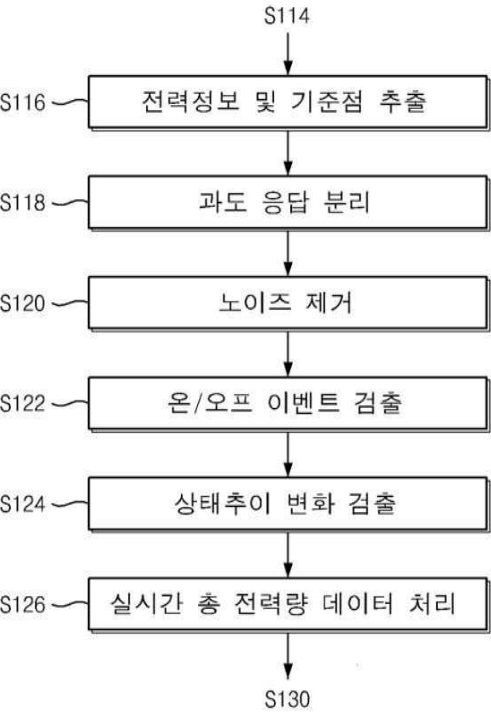 S114
S116 전력정보 및 기준점 추출
S118 과도 응답 분리
S120 노이즈 제거
S122 온/오프 이벤트 검출
S124 상태추이 변화 검출
S126 실시간 총 전력량 데이터 처리
S130